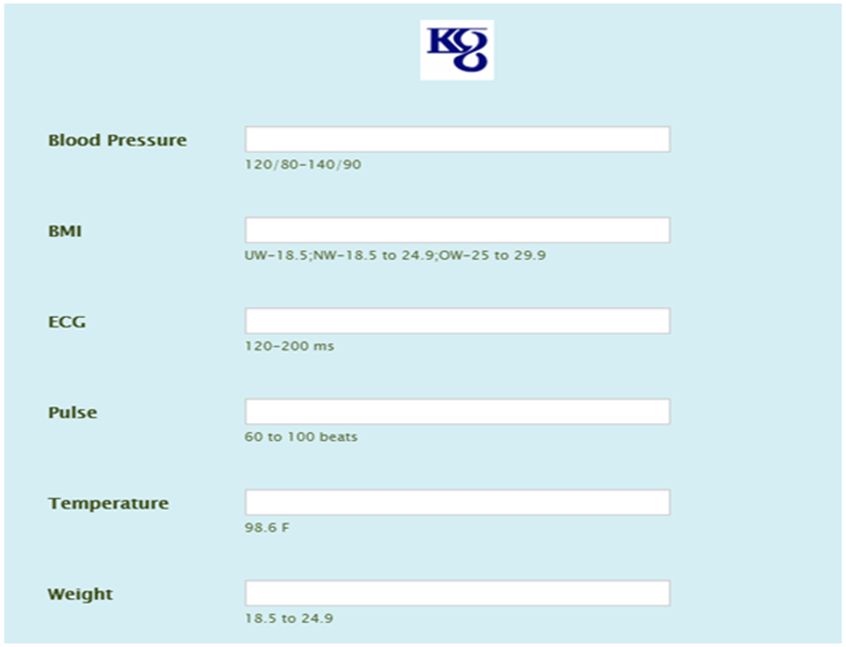 KG8
Blood Pressure
120/80-140/90
BMI
UW-18.5;NW-18.5 to 24.9;OW-25 to 29.9
ECG
120-200 ms
Pulse
60 to 100 beats
Temperature
98.6 F
Weight
18.5 to 24.9